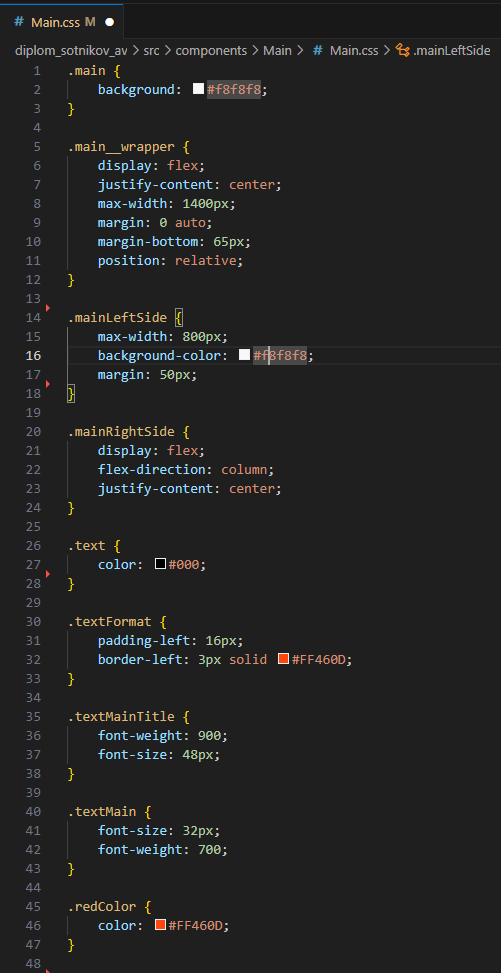 # Main.css M
diplom_sotnikov_av > src > components > Main > # Main.css > .mainLeftSide
1 .main {
2 background: #f8f8f8;
3 }
4
5 .main__wrapper {
6 display: flex;
7 justify-content: center;
8 max-width: 1400px;
9 margin: 0 auto;
10 margin-bottom: 65px;
11 position: relative;
12 }
13
14 .mainLeftSide {
15 max-width: 800px;
16 background-color: #f8f8f8;
17 margin: 50px;
18 }
19
20 .mainRightSide {
21 display: flex;
22 flex-direction: column;
23 justify-content: center;
24 }
25
26 .text {
27 color: #000;
28 }
29
30 .textFormat {
31 padding-left: 16px;
32 border-left: 3px solid #FF460D;
33 }
34
35 .textMainTitle {
36 font-weight: 900;
37 font-size: 48px;
38 }
39
40 .textMain {
41 font-size: 32px;
42 font-weight: 700;
43 }
44
45 .redColor {
46 color: #FF460D;
47 }
48